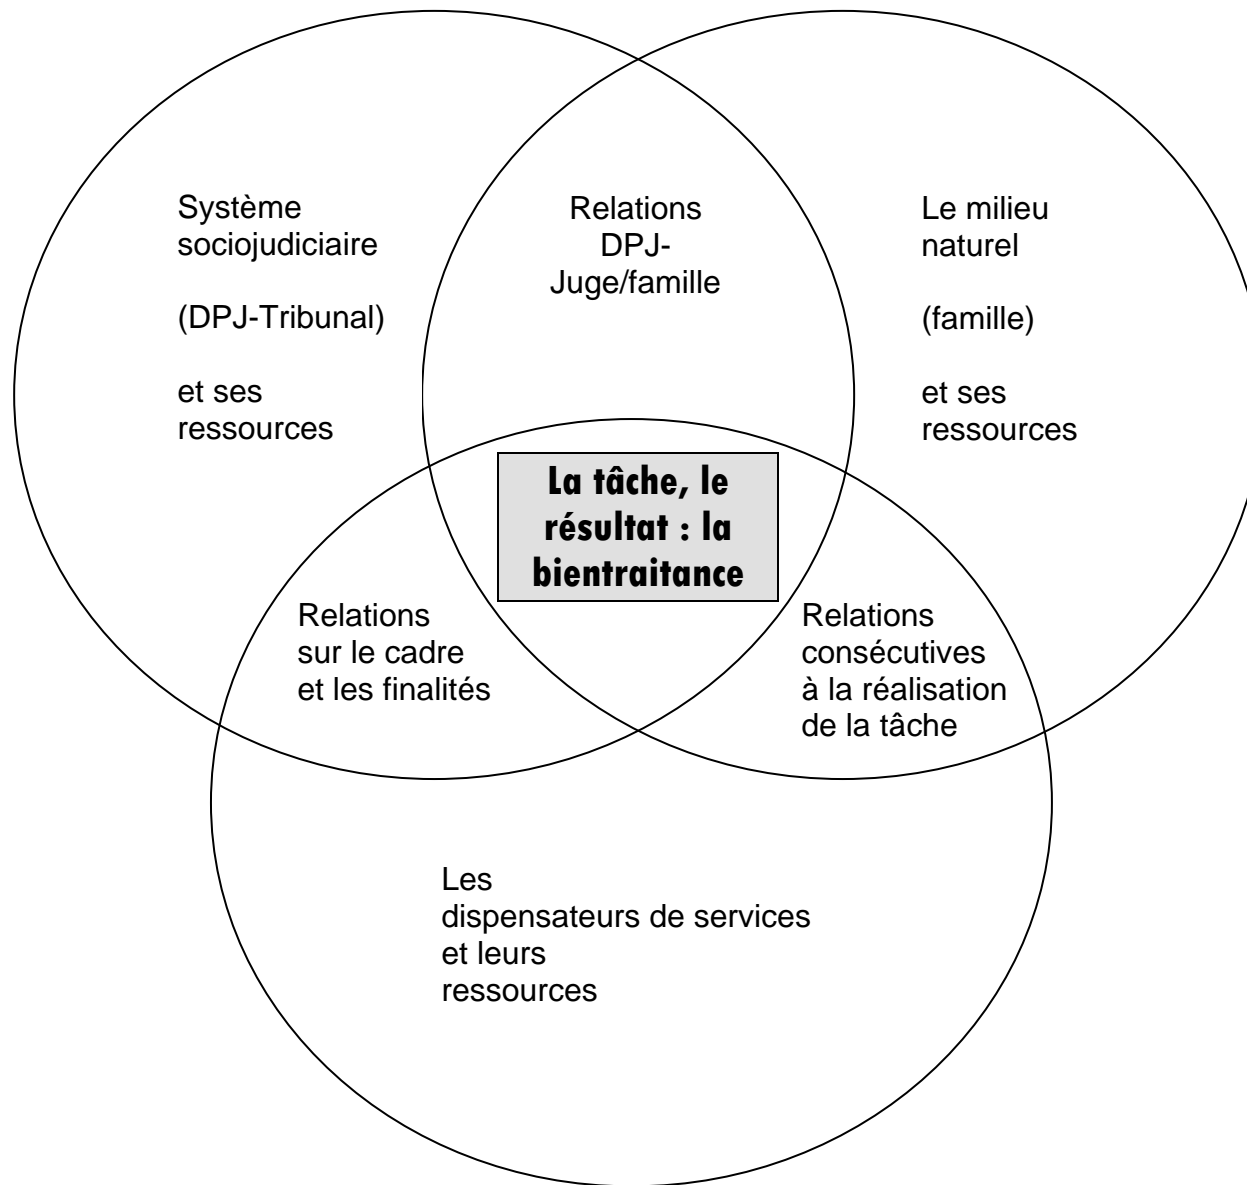 Système
sociojudiciaire
(DPJ-Tribunal)
et ses
ressources
Relations
DPJ-
Juge/famille
Le milieu
naturel
(famille)
et ses
ressources
La tâche, le
résultat : la
bientraitance
Relations
sur le cadre
et les finalités
Relations
consécutives
à la réalisation
de la tâche
Les
dispensateurs de services
et leurs
ressources